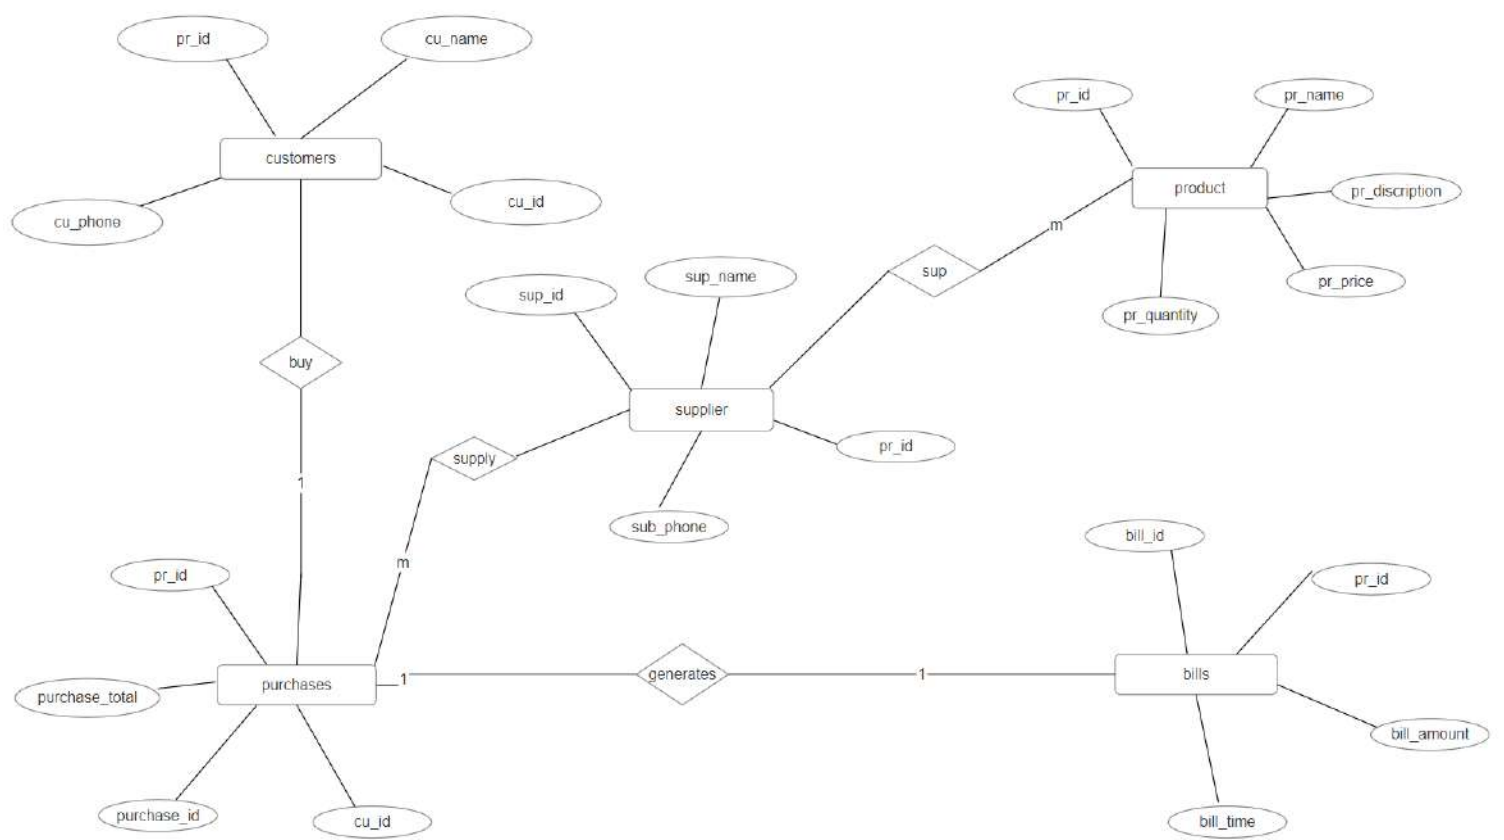 pr_id
cu_name
customers
cu_phone
cu_id
pr_id
pr_name
product
pr_discription
pr_price
pr_quantity
m
sup
sup_id
sup_name
buy
supplier
supply
pr_id
sub_phone
1
m
pr_id
purchases
purchase_total
purchase_id
cu_id
1
generates
1
bill_id
pr_id
bills
bill_amount
bill_time